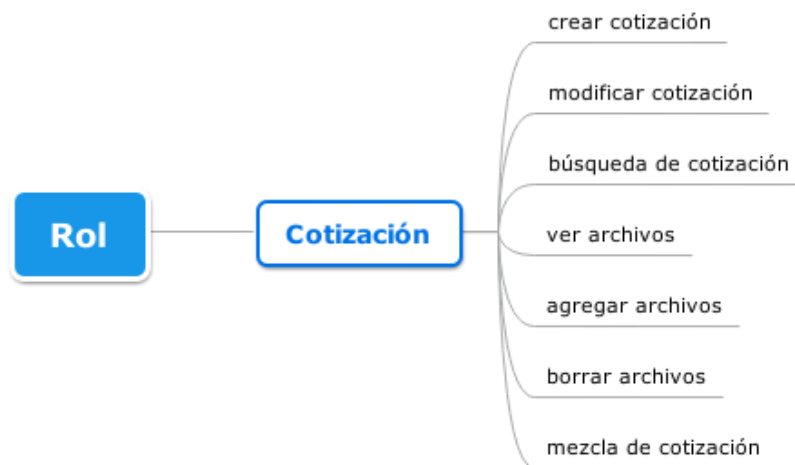 Rol
Cotización
crear cotización
modificar cotización
búsqueda de cotización
ver archivos
agregar archivos
borrar archivos
mezcla de cotización